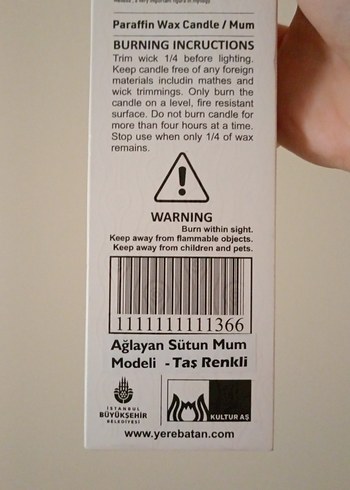 Paraffin Wax Candle / Mum
BURNING INCRUCTIONS
Trim wick 1/4 before lighting.
Keep candle free of any foreign
materials includin mathes and
wick trimmings. Only burn the
candle on a level, fire resistant
surface. Do not burn candle for
more than four hours at a time.
Stop use when only 1/4 of wax
remains.
WARNING
Burn within sight.
Keep away from flammable objects.
Keep away from children and pets.
1111111111366
Ağlayan Sütun Mum
Modeli - Taş Renkli
İSTANBUL
BÜYÜKŞEHİR
BELEDİYESİ
KULTUR AŞ
www.yerebatan.com